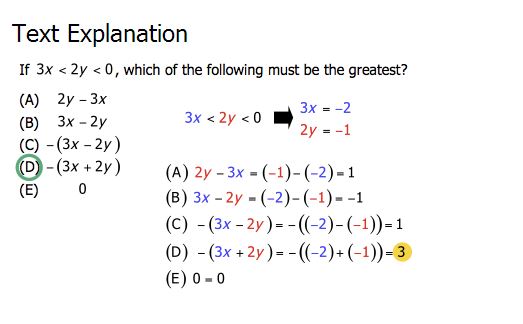 Text Explanation
If 3x < 2y < 0, which of the following must be the greatest?
(A) 2y – 3x
(B) 3x – 2y
(C) – (3x – 2y)
(D) – (3x + 2y)
(E) 0
3x < 2y < 0
3x = –2
2y = –1
(A) 2y – 3x = (–1) – (–2) = 1
(B) 3x – 2y = (–2) – (–1) = –1
(C) – (3x – 2y) = – ((–2) – (–1)) = 1
(D) – (3x + 2y) = – ((–2) + (–1)) = 3
(E) 0 = 0